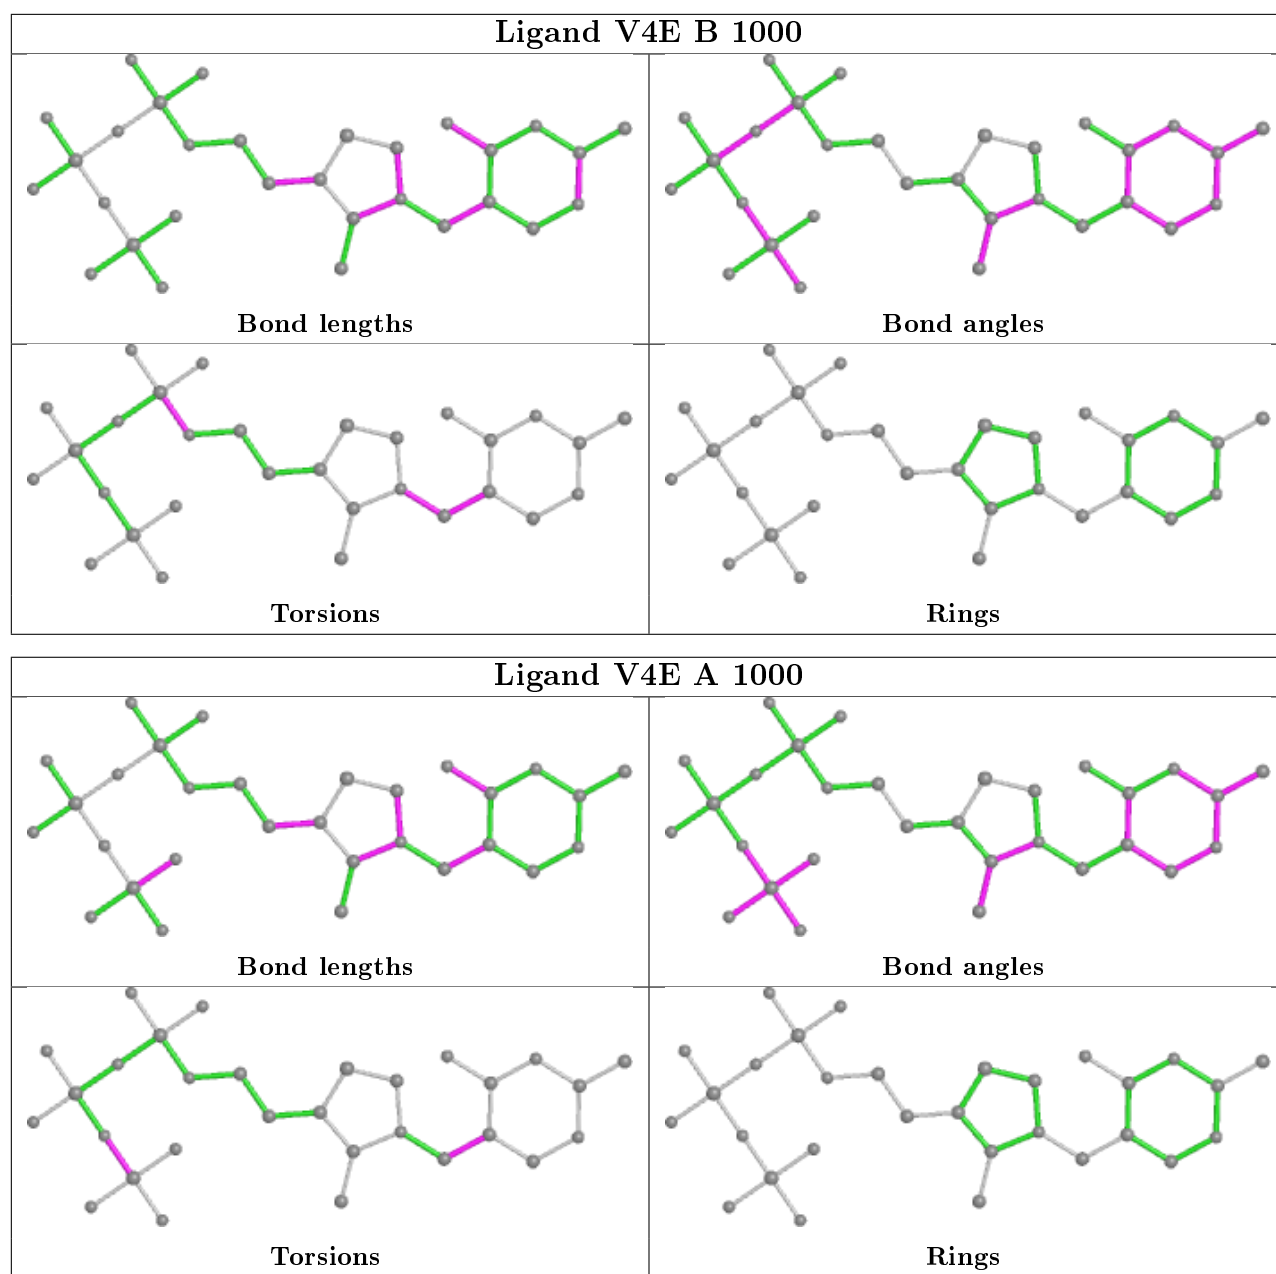 Ligand V4E B 1000
Bond lengths
Bond angles
Torsions
Rings
Ligand V4E A 1000
Bond lengths
Bond angles
Torsions
Rings